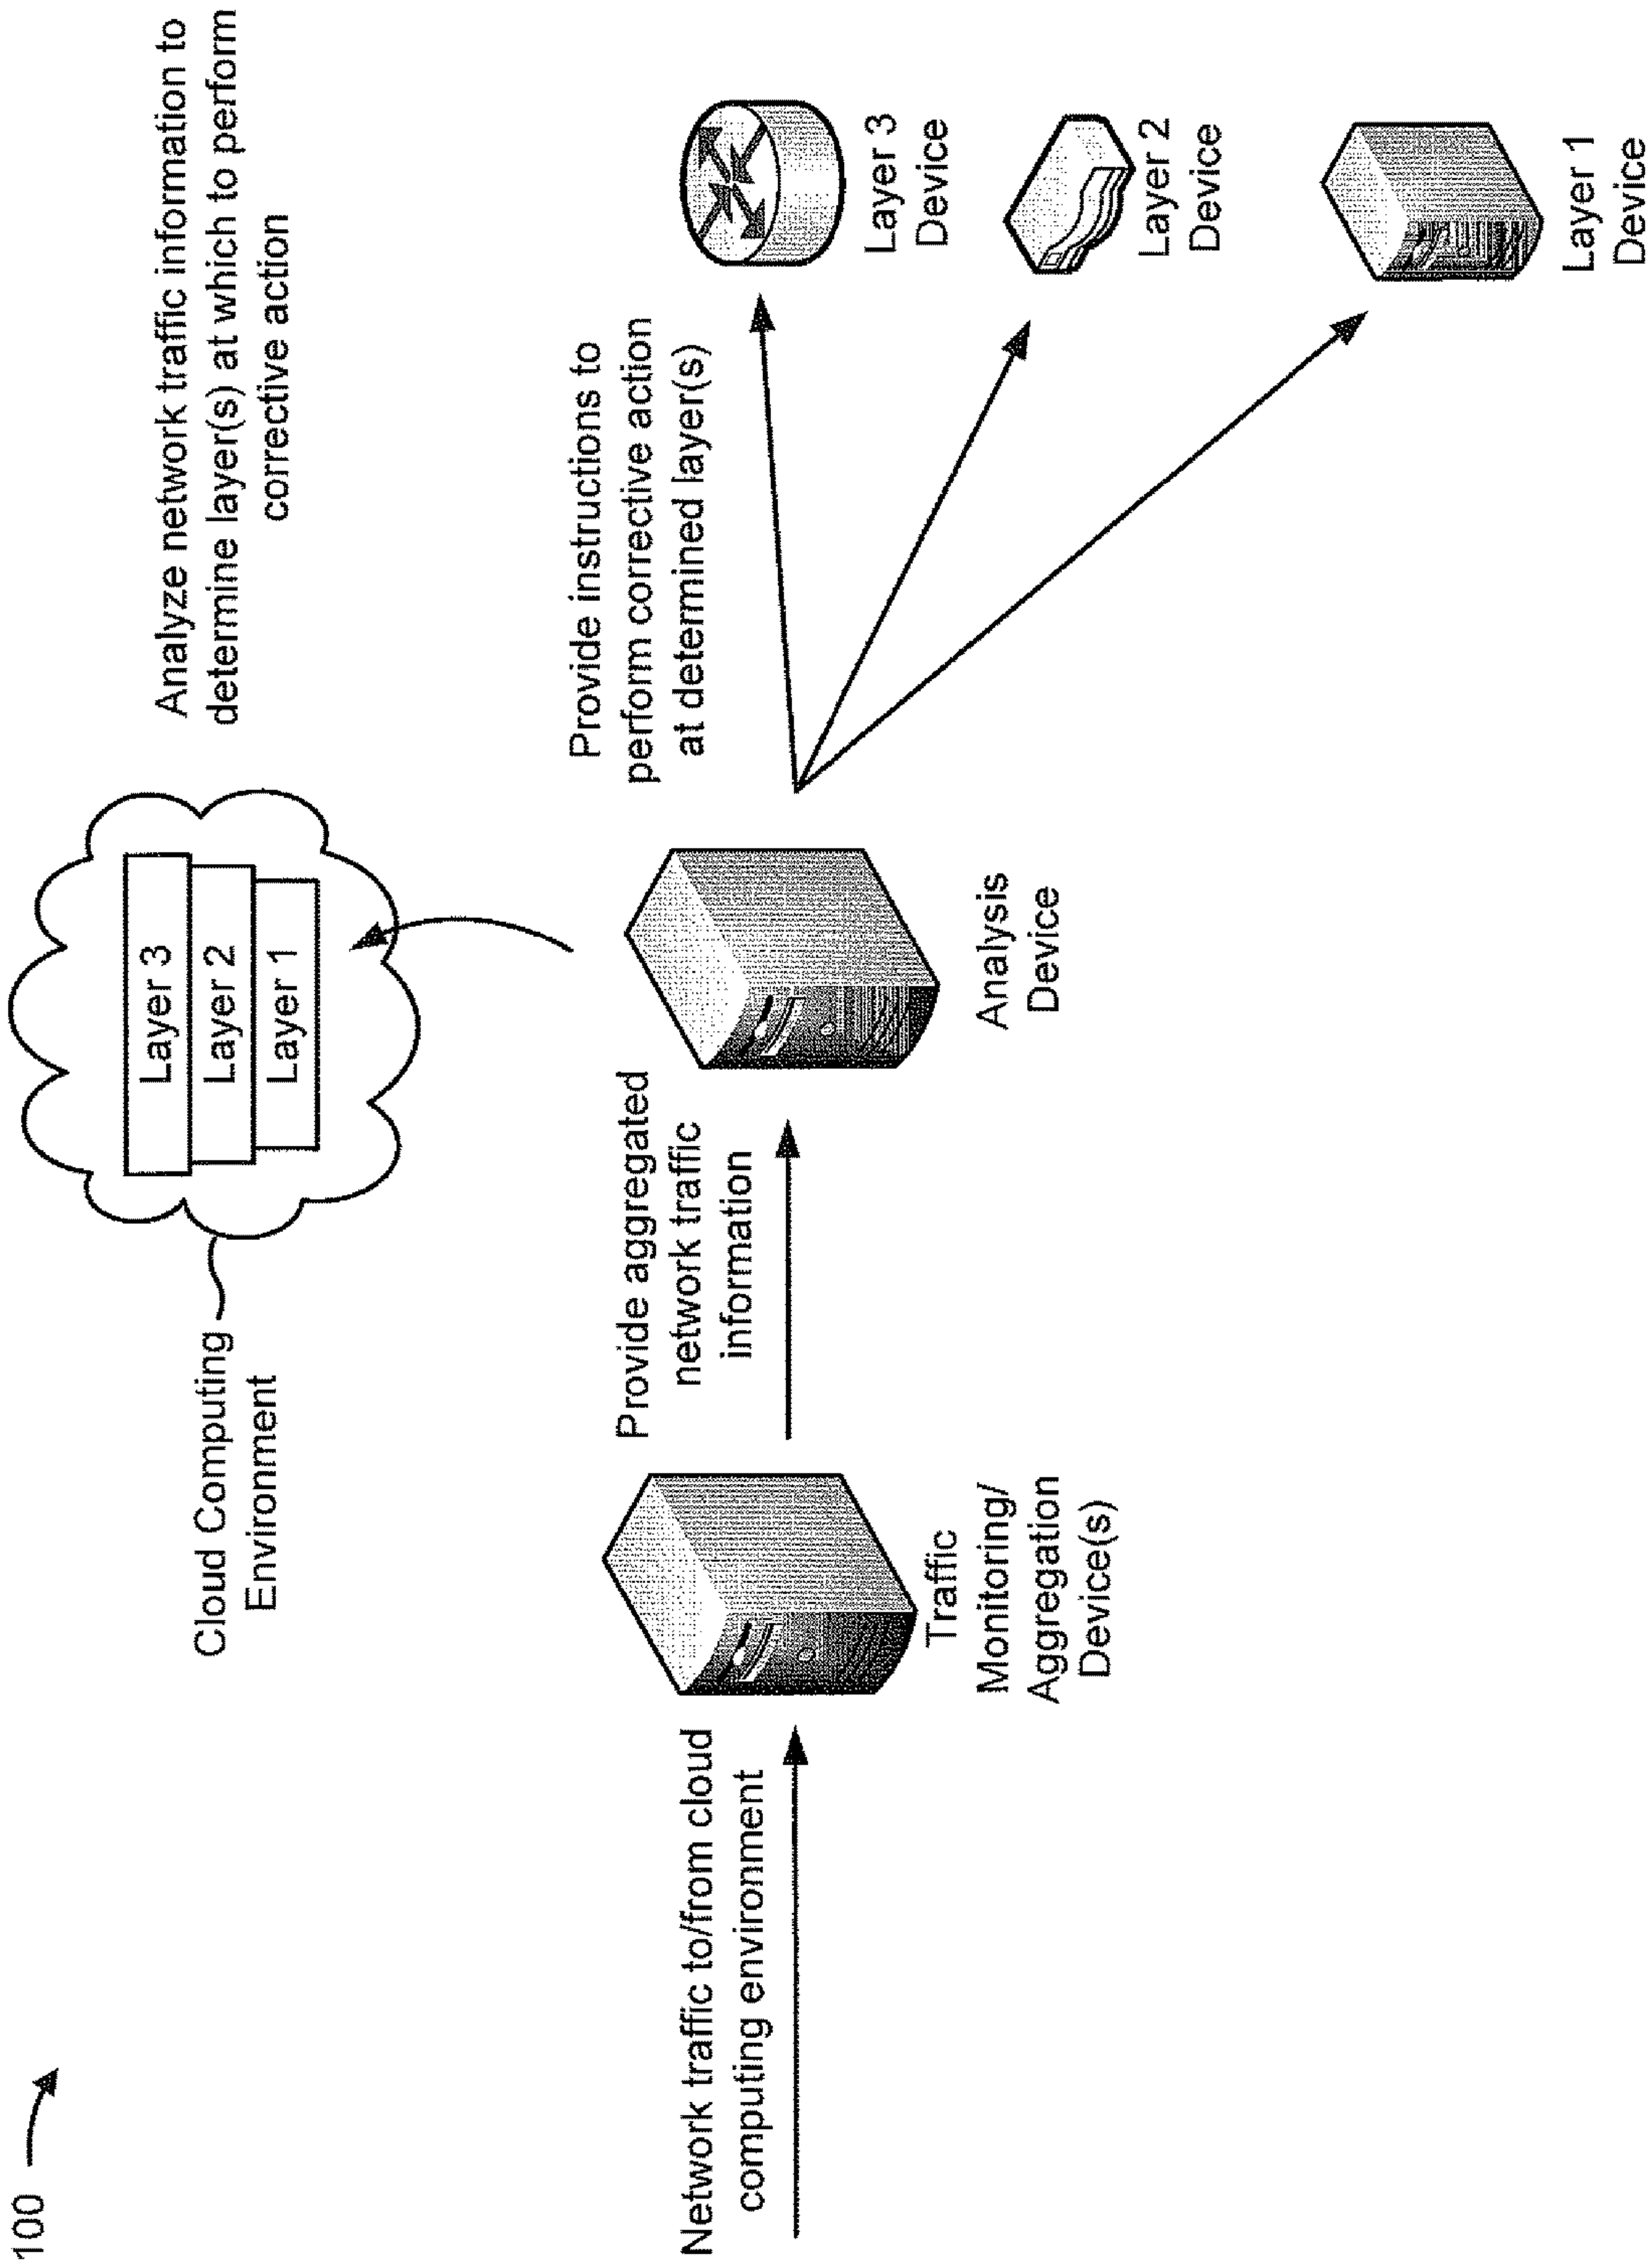 100
Cloud Computing
Environment
Layer 3
Layer 2
Layer 1
Analyze network traffic information to
determine layer(s) at which to perform
corrective action
Network traffic to/from cloud
computing environment
Traffic
Monitoring/
Aggregation
Device(s)
Provide aggregated
network traffic
information
Analysis
Device
Provide instructions to
perform corrective action
at determined layer(s)
Layer 3
Device
Layer 2
Device
Layer 1
Device